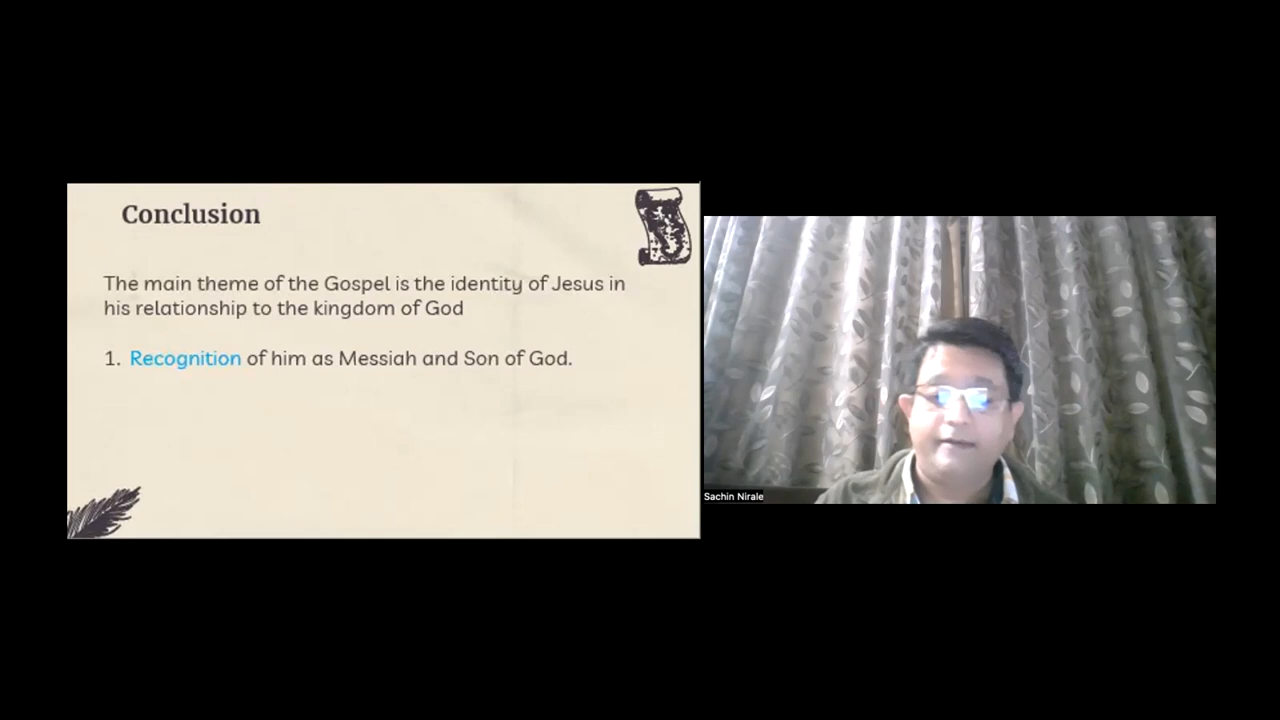 Conclusion
The main theme of the Gospel is the identity of Jesus in
his relationship to the kingdom of God
1. Recognition of him as Messiah and Son of God.
Sachin Nirale